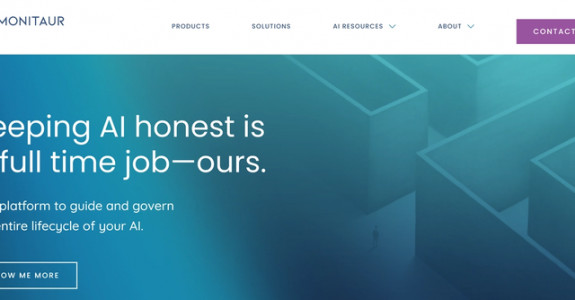 MONITAUR
PRODUCTS
SOLUTIONS
AI RESOURCES
ABOUT
CONTACT
eeping AI honest is
full time job—ours.
platform to guide and govern
entire lifecycle of your AI.
OW ME MORE